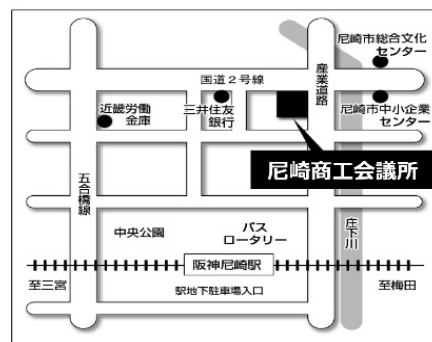 尼崎市総合文化
センター
産業道路
国道2号線
近畿労働
金庫
三井住友
銀行
尼崎市中小企業
センター
尼崎商工会議所
五合橋線
中央公園
バス
ロータリー
庄下川
阪神尼崎駅
至三宮
駅地下駐車場入口
至梅田